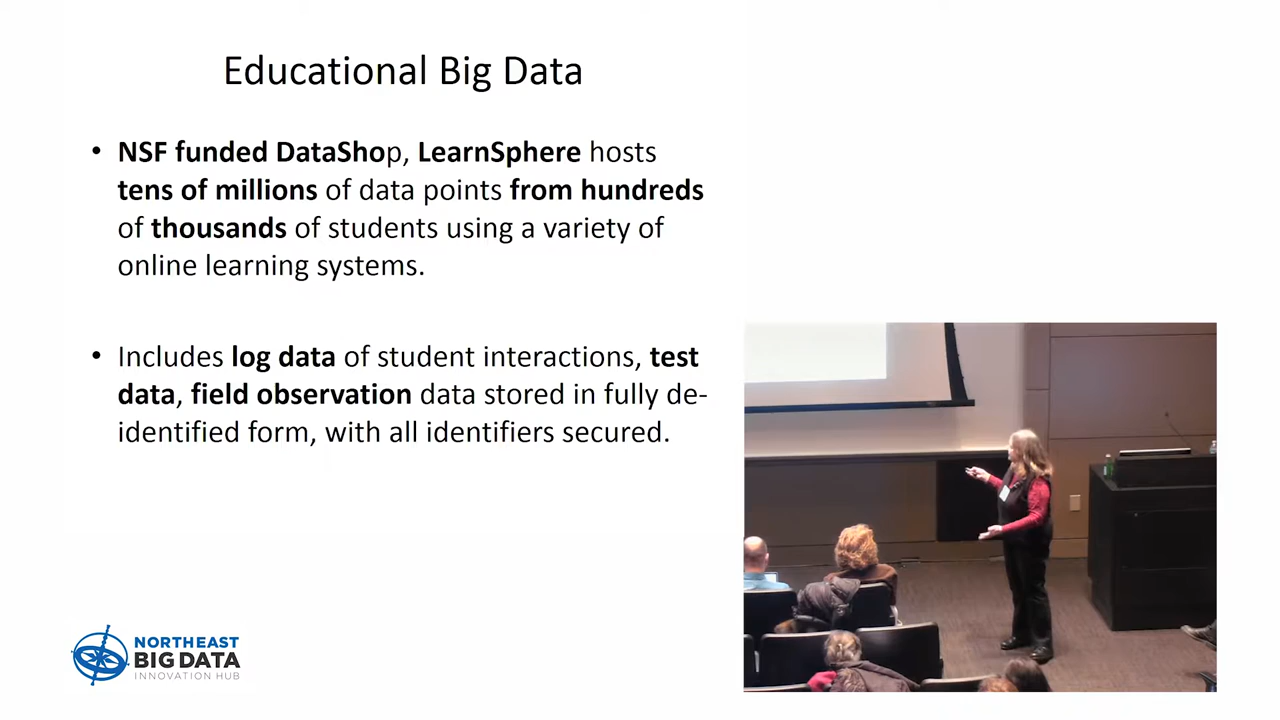 Educational Big Data
• NSF funded DataShop, LearnSphere hosts
tens of millions of data points from hundreds
of thousands of students using a variety of
online learning systems.
• Includes log data of student interactions, test
data, field observation data stored in fully de-
identified form, with all identifiers secured.
NORTHEAST
BIG DATA
INNOVATION HUB